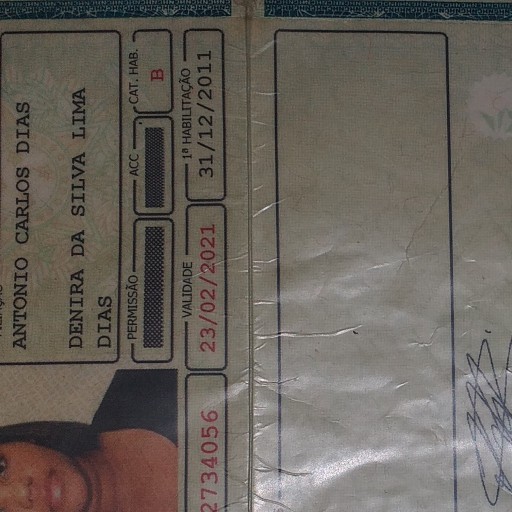 ANTONIO CARLOS DIAS
DENIRA DA SILVA LIMA
DIAS
PERMISSÃO
ACC
CAT. HAB.
B
VALIDADE
1ª HABILITAÇÃO
2734056
23/02/2021
31/12/2011